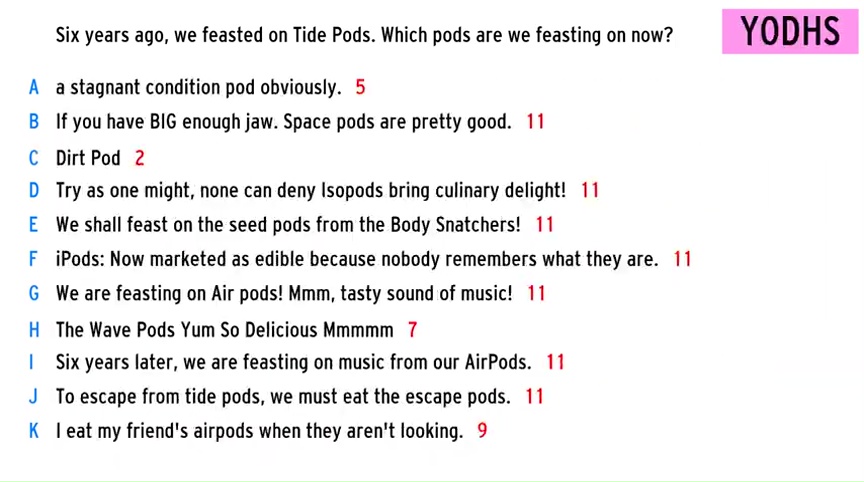 Six years ago, we feasted on Tide Pods. Which pods are we feasting on now?
YODHS
A a stagnant condition pod obviously. 5
B If you have BIG enough jaw. Space pods are pretty good. 11
C Dirt Pod 2
D Try as one might, none can deny Isopods bring culinary delight! 11
E We shall feast on the seed pods from the Body Snatchers! 11
F iPods: Now marketed as edible because nobody remembers what they are. 11
G We are feasting on Air pods! Mmm, tasty sound of music! 11
H The Wave Pods Yum So Delicious Mmmmm 7
I Six years later, we are feasting on music from our AirPods. 11
J To escape from tide pods, we must eat the escape pods. 11
K I eat my friend's airpods when they aren't looking. 9